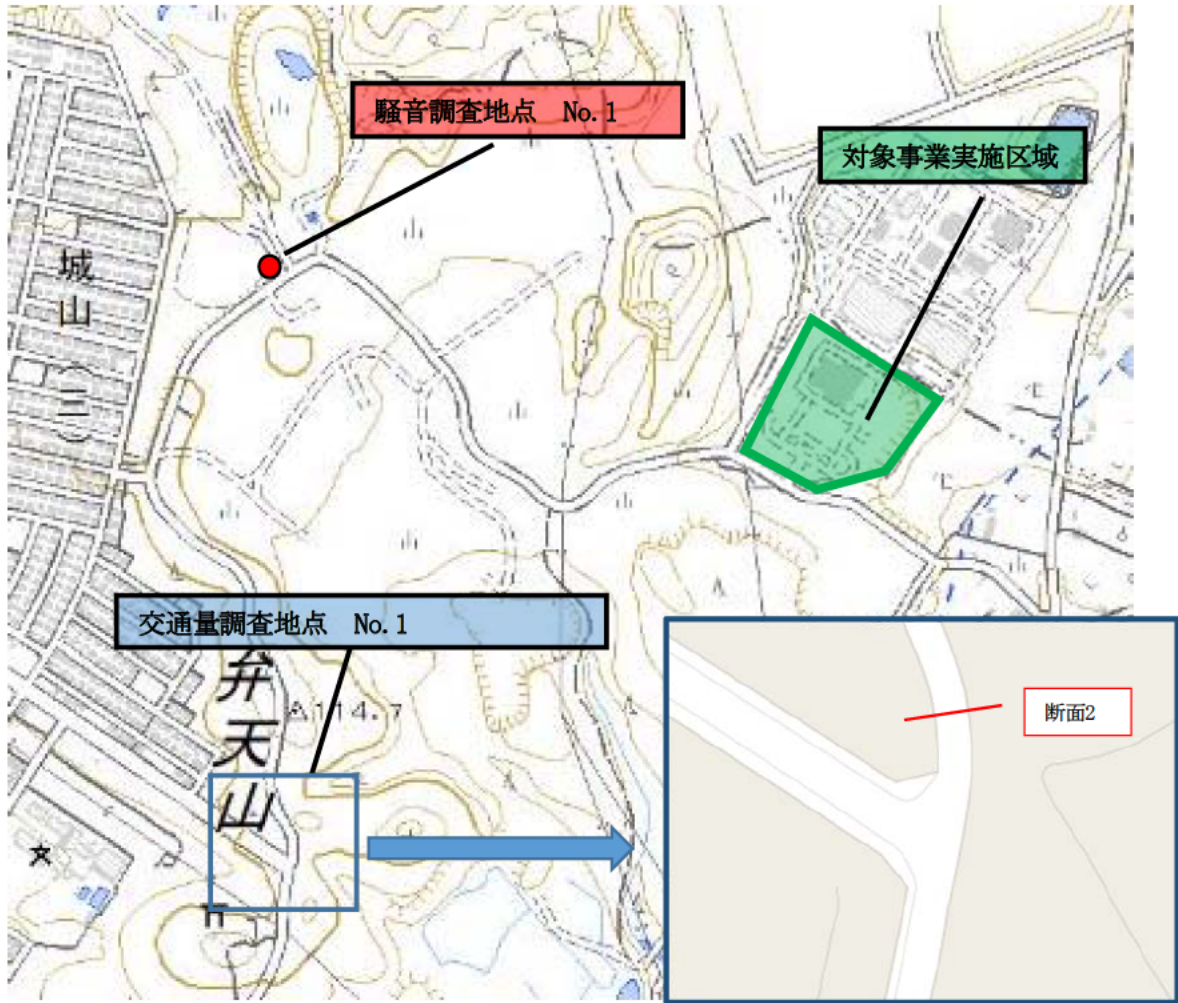 騒音調査地点 No.1
対象事業実施区域
城山(三)
交通量調査地点 No.1
弁天山
114.7
断面2